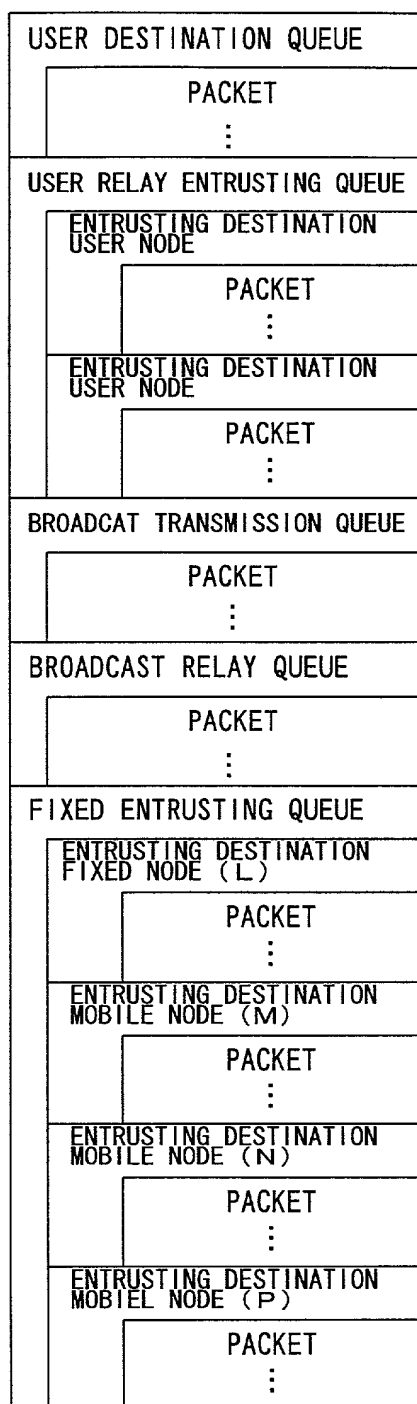 USER DESTINATION QUEUE
PACKET
⋮
USER RELAY ENTRUSTING QUEUE
ENTRUSTING DESTINATION
USER NODE
PACKET
⋮
ENTRUSTING DESTINATION
USER NODE
PACKET
⋮
BROADCAT TRANSMISSION QUEUE
PACKET
⋮
BROADCAST RELAY QUEUE
PACKET
⋮
FIXED ENTRUSTING QUEUE
ENTRUSTING DESTINATION
FIXED NODE (L)
PACKET
⋮
ENTRUSTING DESTINATION
MOBILE NODE (M)
PACKET
⋮
ENTRUSTING DESTINATION
MOBILE NODE (N)
PACKET
⋮
ENTRUSTING DESTINATION
MOBIEL NODE (P)
PACKET
⋮